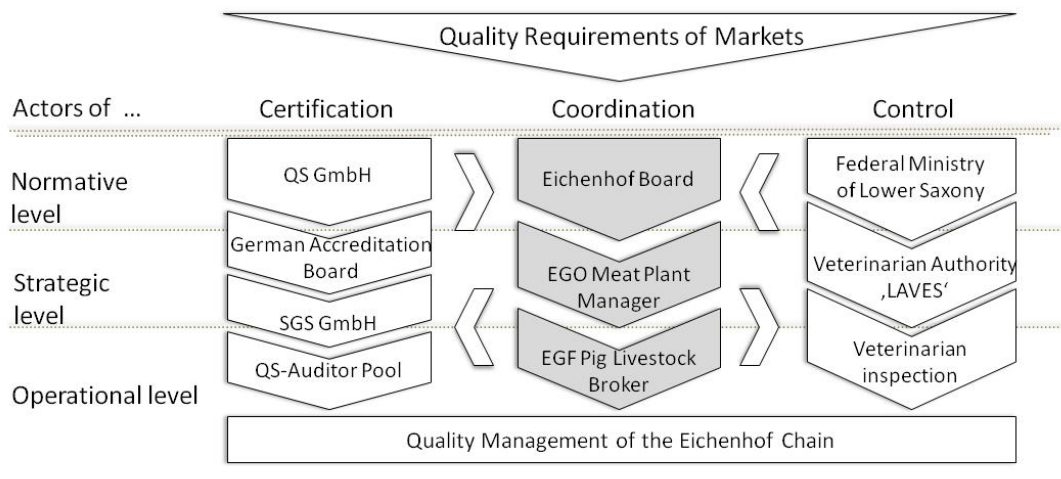 Quality Requirements of Markets
Actors of ...
Certification
Coordination
Control
Normative
level
QS GmbH
Eichenhof Board
Federal Ministry
of Lower Saxony
Strategic
level
German Accreditation
Board
SGS GmbH
EGO Meat Plant
Manager
Veterinarian Authority
‚LAVES‘
Operational level
QS-Auditor Pool
EGF Pig Livestock
Broker
Veterinarian
inspection
Quality Management of the Eichenhof Chain